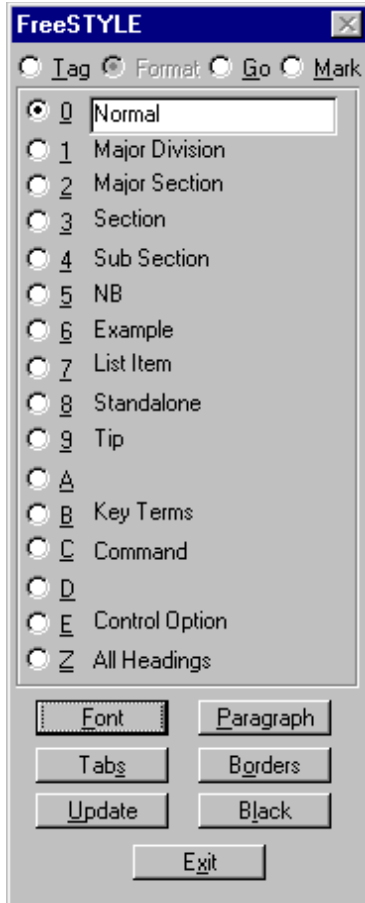 FreeSTYLE
Tag Format Go Mark
0 Normal
1 Major Division
2 Major Section
3 Section
4 Sub Section
5 NB
6 Example
7 List Item
8 Standalone
9 Tip
A
B Key Terms
C Command
D
E Control Option
Z All Headings
Font Paragraph
Tabs Borders
Update Black
Exit